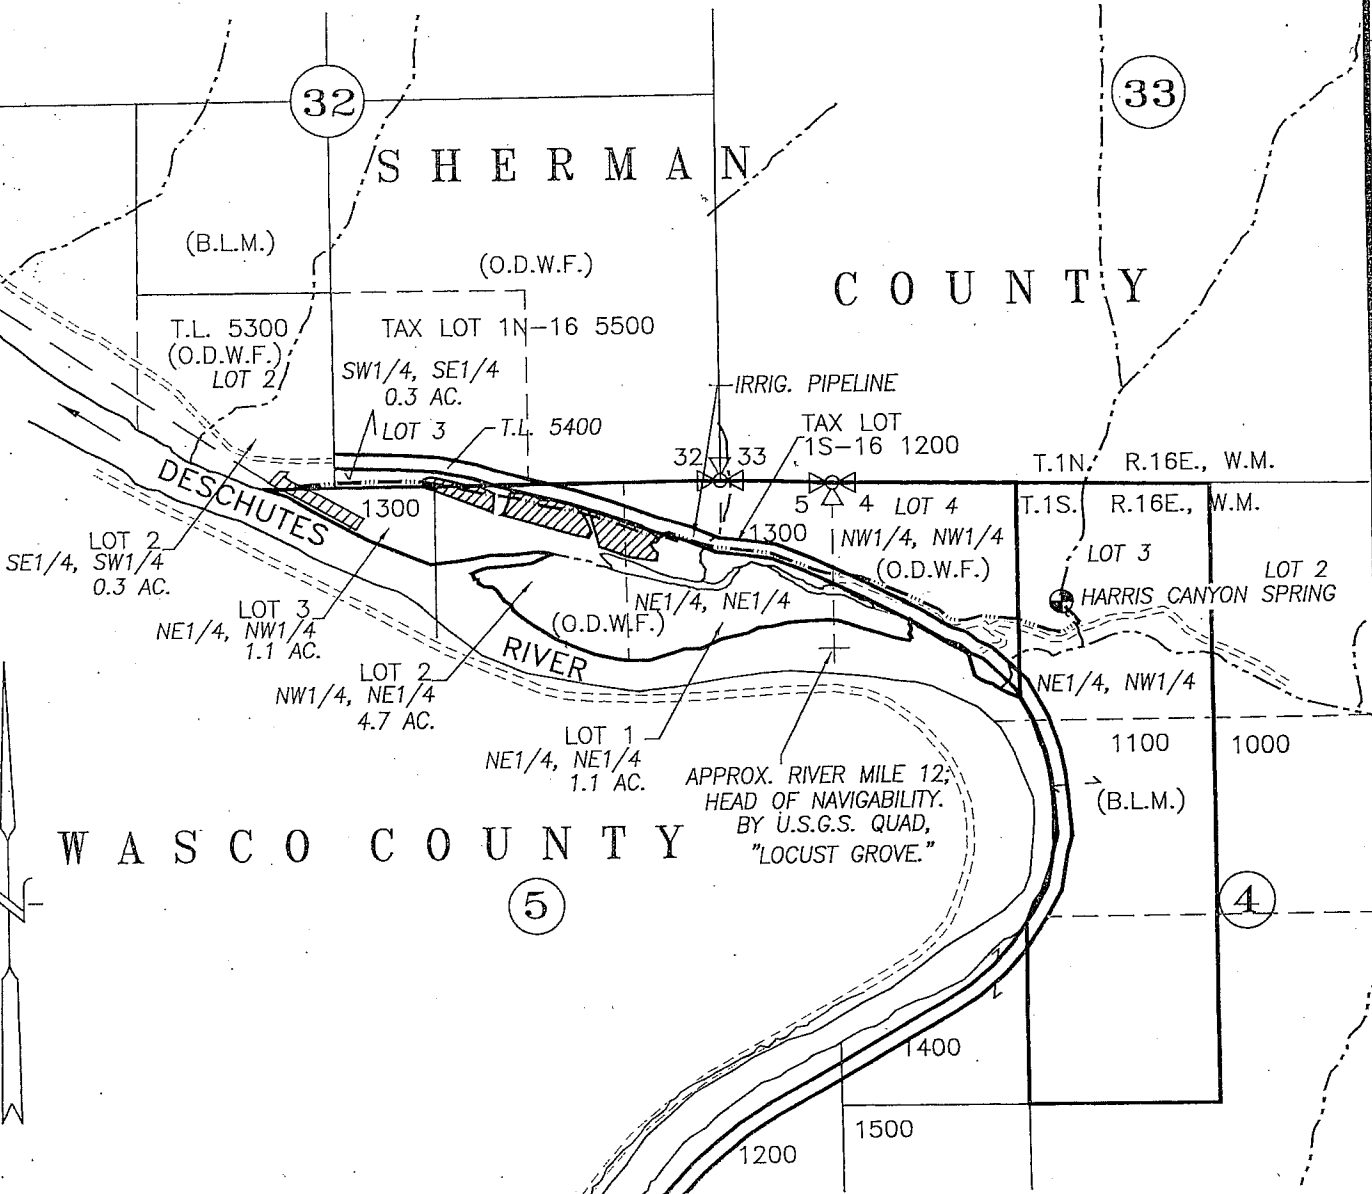 32
33
SHERMAN
COUNTY
(B.L.M.)
(O.D.W.F.)
T.L. 5300
(O.D.W.F.)
LOT 2
TAX LOT 1N-16 5500
SW1/4, SE1/4
0.3 AC.
LOT 3
T.L. 5400
IRRIG. PIPELINE
TAX LOT
1S-16 1200
32 33
5 4
LOT 4
T.1N. R.16E., W.M.
T.1S. R.16E., W.M.
DESCHUTES
RIVER
1300
1300
NW1/4, NW1/4
(O.D.W.F.)
LOT 3
LOT 2
HARRIS CANYON SPRING
LOT 2
SE1/4, SW1/4
0.3 AC.
LOT 3
NE1/4, NW1/4
1.1 AC.
NE1/4, NE1/4
(O.D.W.F.)
LOT 2
NW1/4, NE1/4
4.7 AC.
NE1/4, NW1/4
LOT 1
NE1/4, NE1/4
1.1 AC.
1100
1000
(B.L.M.)
APPROX. RIVER MILE 12;
HEAD OF NAVIGABILITY.
BY U.S.G.S. QUAD,
"LOCUST GROVE."
WASCO COUNTY
5
4
N
1400
1500
1200